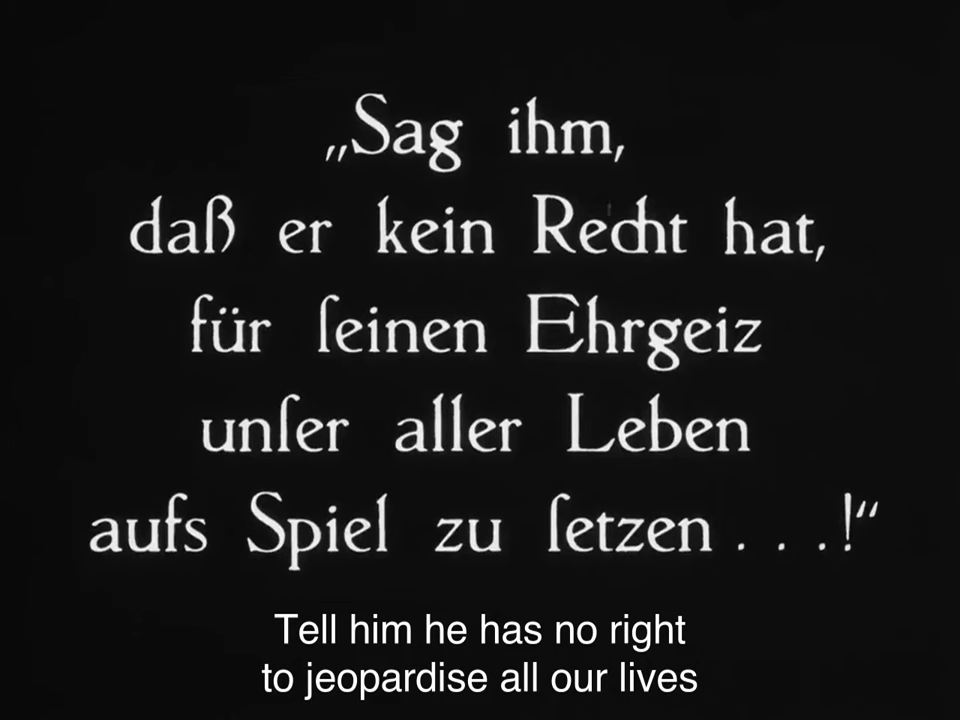 „Sag ihm,
daß er kein Recht hat,
für ſeinen Ehrgeiz
unſer aller Leben
aufs Spiel zu ſetzen . . .!“
Tell him he has no right
to jeopardise all our lives